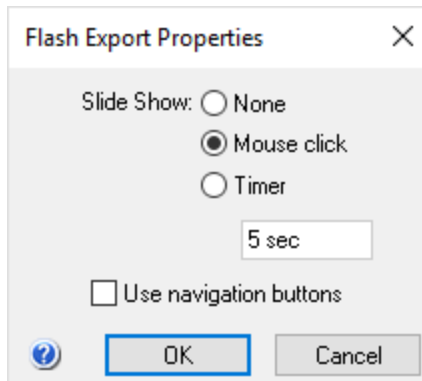 Flash Export Properties
Slide Show: None
Mouse click
Timer
5 sec
Use navigation buttons
OK Cancel